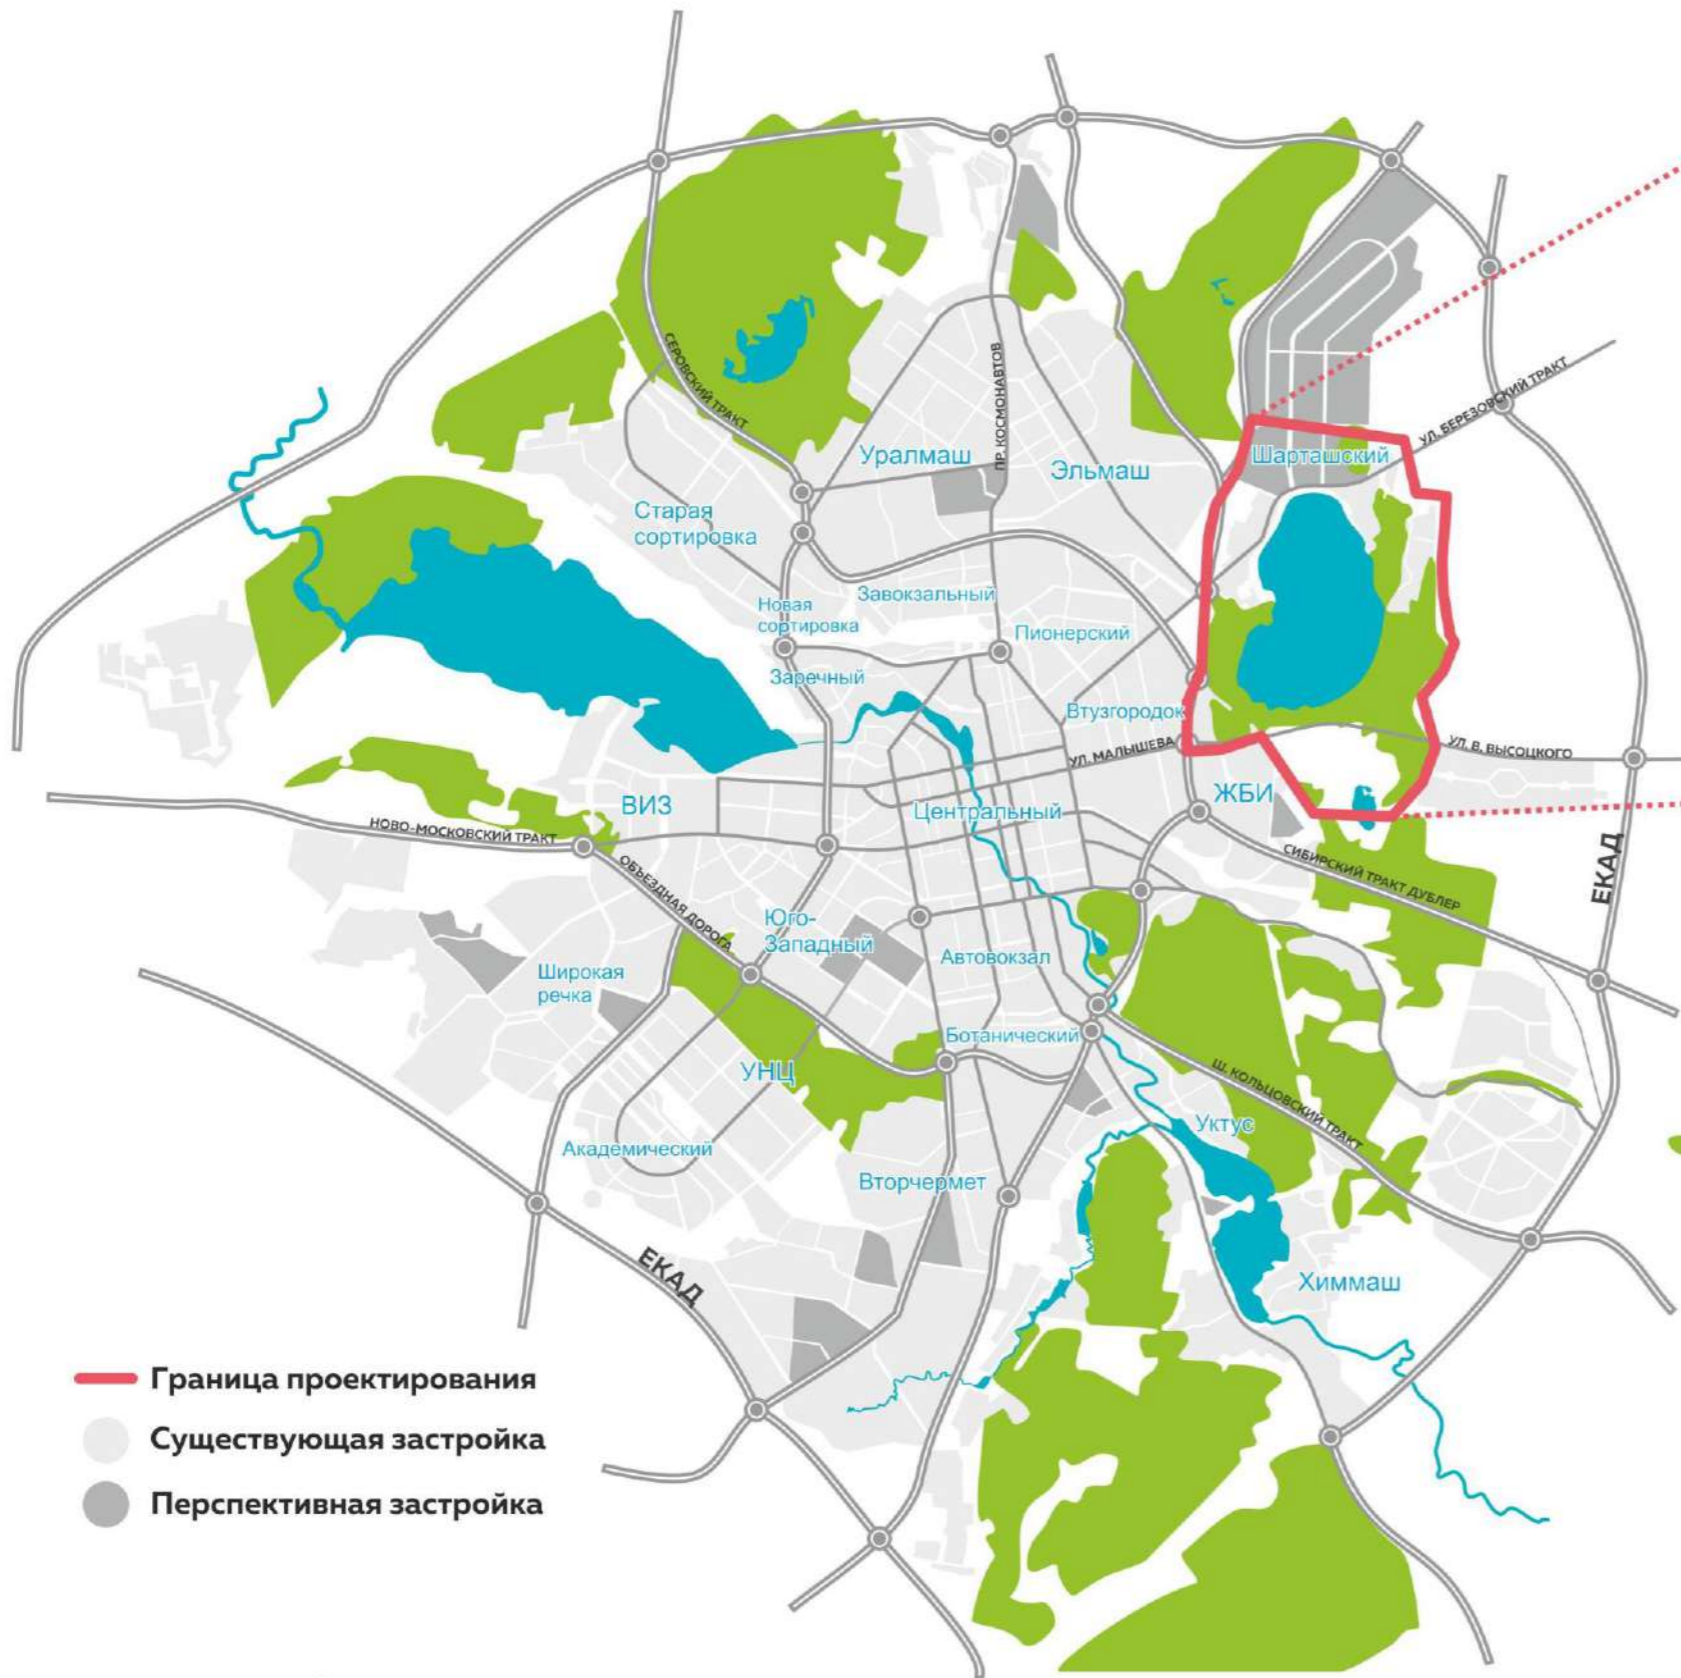 СЕРОВСКИЙ ТРАКТ
ПР. КОСМОНАВТОВ
УЛ. БЕРЕЗОВСКИЙ ТРАКТ
Уралмаш
Эльмаш
Шарташский
Старая
сортировка
Завокзальный
Новая
сортировка
Пионерский
Заречный
Втузгородок
УЛ. МАЛЫШЕВА
УЛ. В. ВЫСОЦКОГО
ВИЗ
Центральный
ЖБИ
НОВО-МОСКОВСКИЙ ТРАКТ
ОБЪЕЗДНАЯ ДОРОГА
СИБИРСКИЙ ТРАКТ ДУБЛЕР
ЕКАД
Юго-
Западный
Автовокзал
Широкая
речка
Ботанический
УНЦ
Ш. КОЛЬЦОВСКИЙ ТРАКТ
Уктус
Академический
Вторчермет
ЕКАД
Химмаш
Граница проектирования
Существующая застройка
Перспективная застройка